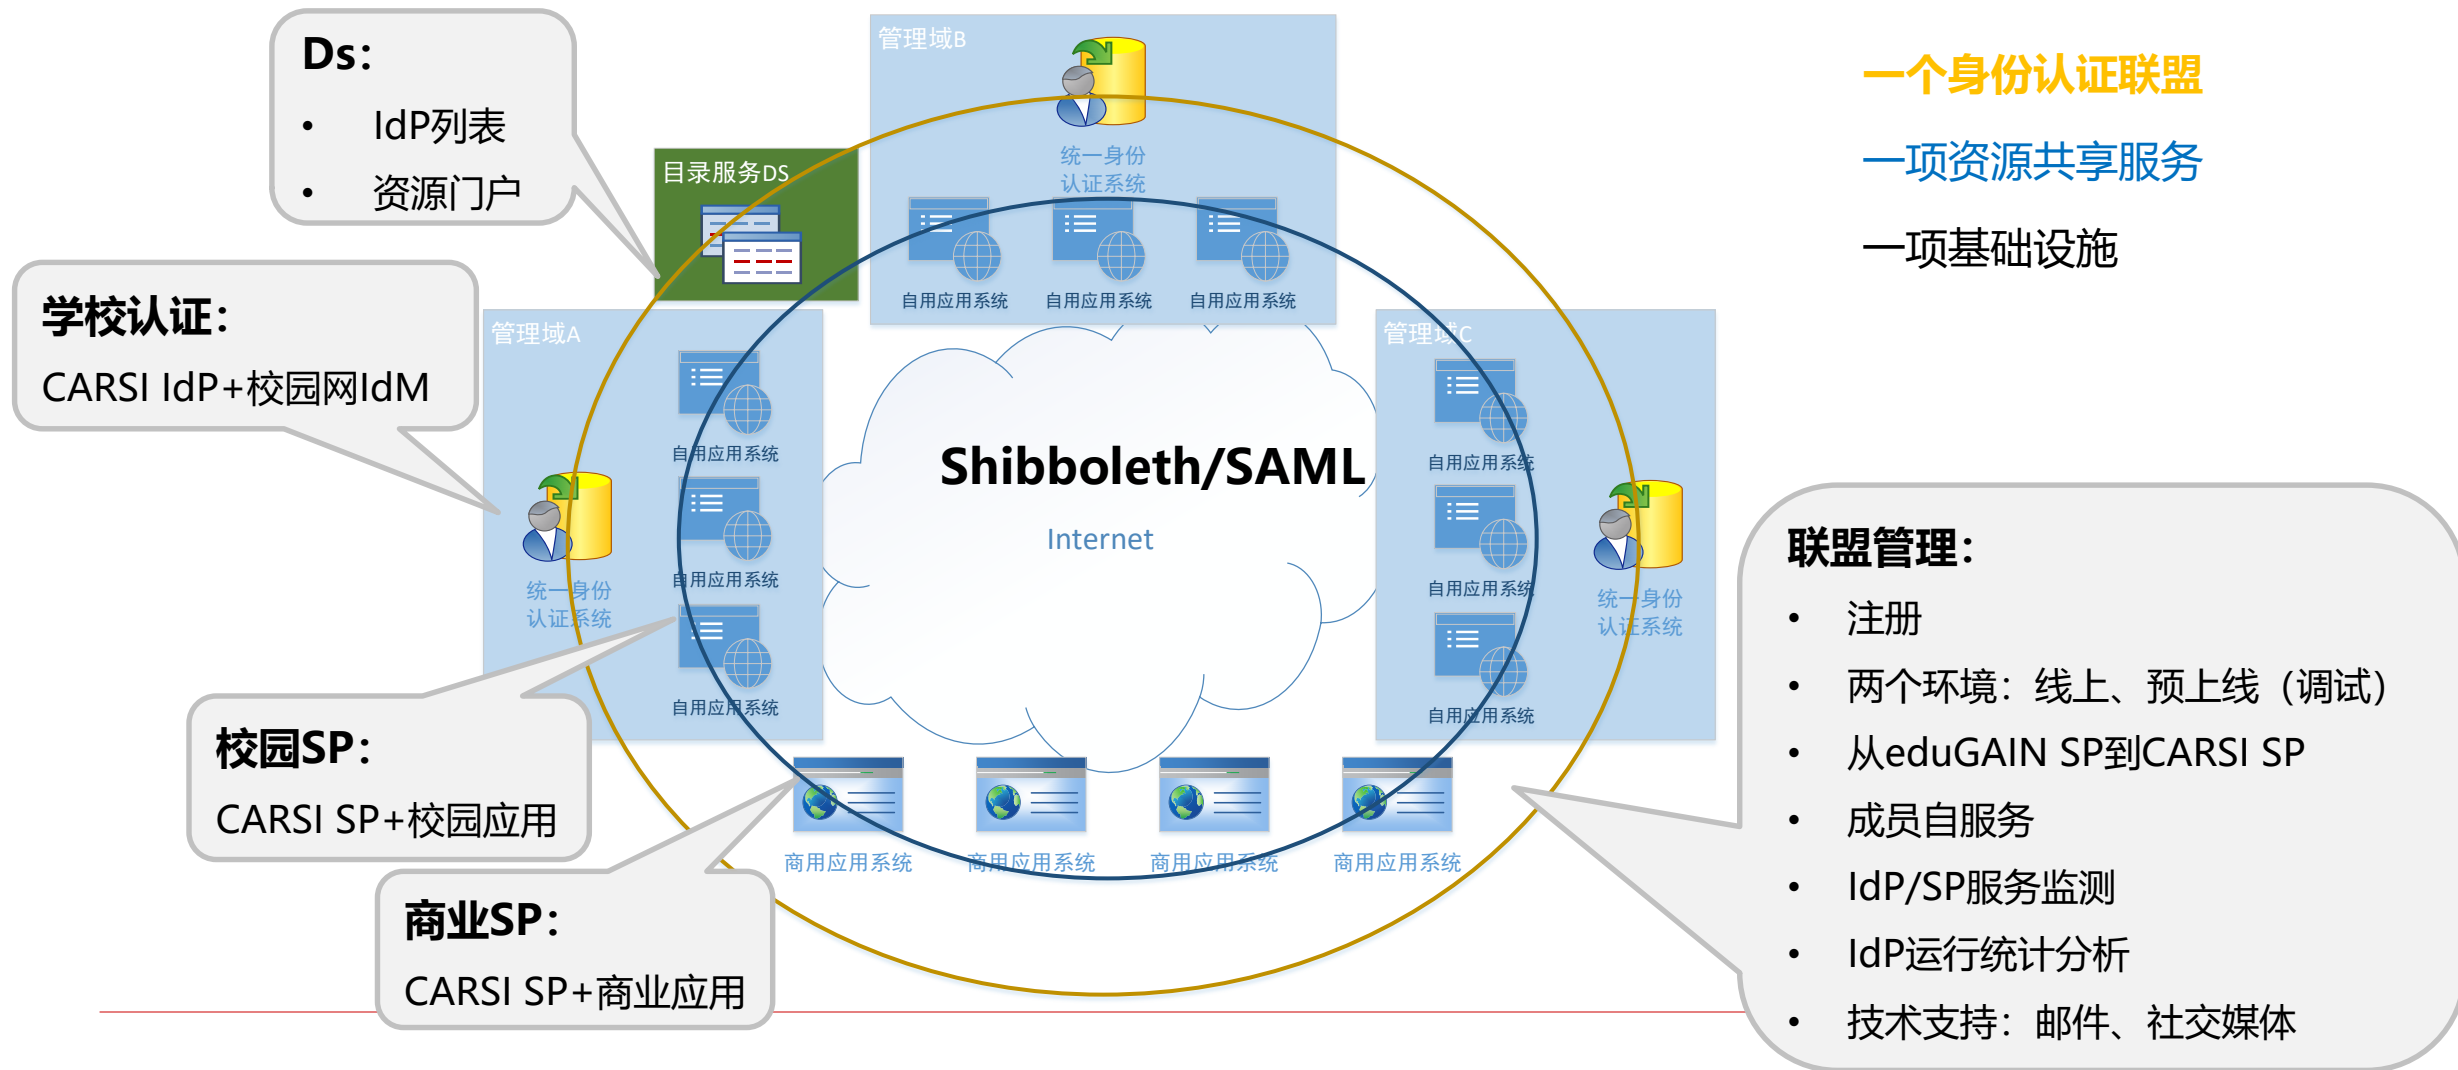 Ds：
• IdP列表
• 资源门户
管理域B
统一身份
认证系统
自用应用系统
自用应用系统
自用应用系统
一个身份认证联盟
一项资源共享服务
一项基础设施
目录服务DS
学校认证：
CARSI IdP+校园网IdM
管理域A
自用应用系统
自用应用系统
自用应用系统
统一身份
认证系统
Shibboleth/SAML
Internet
管理域C
自用应用系统
自用应用系统
自用应用系统
统一身份
认证系统
校园SP：
CARSI SP+校园应用
商业SP：
CARSI SP+商业应用
商用应用系统
商用应用系统
商用应用系统
商用应用系统
联盟管理：
• 注册
• 两个环境：线上、预上线（调试）
• 从eduGAIN SP到CARSI SP
• 成员自服务
• IdP/SP服务监测
• IdP运行统计分析
• 技术支持：邮件、社交媒体